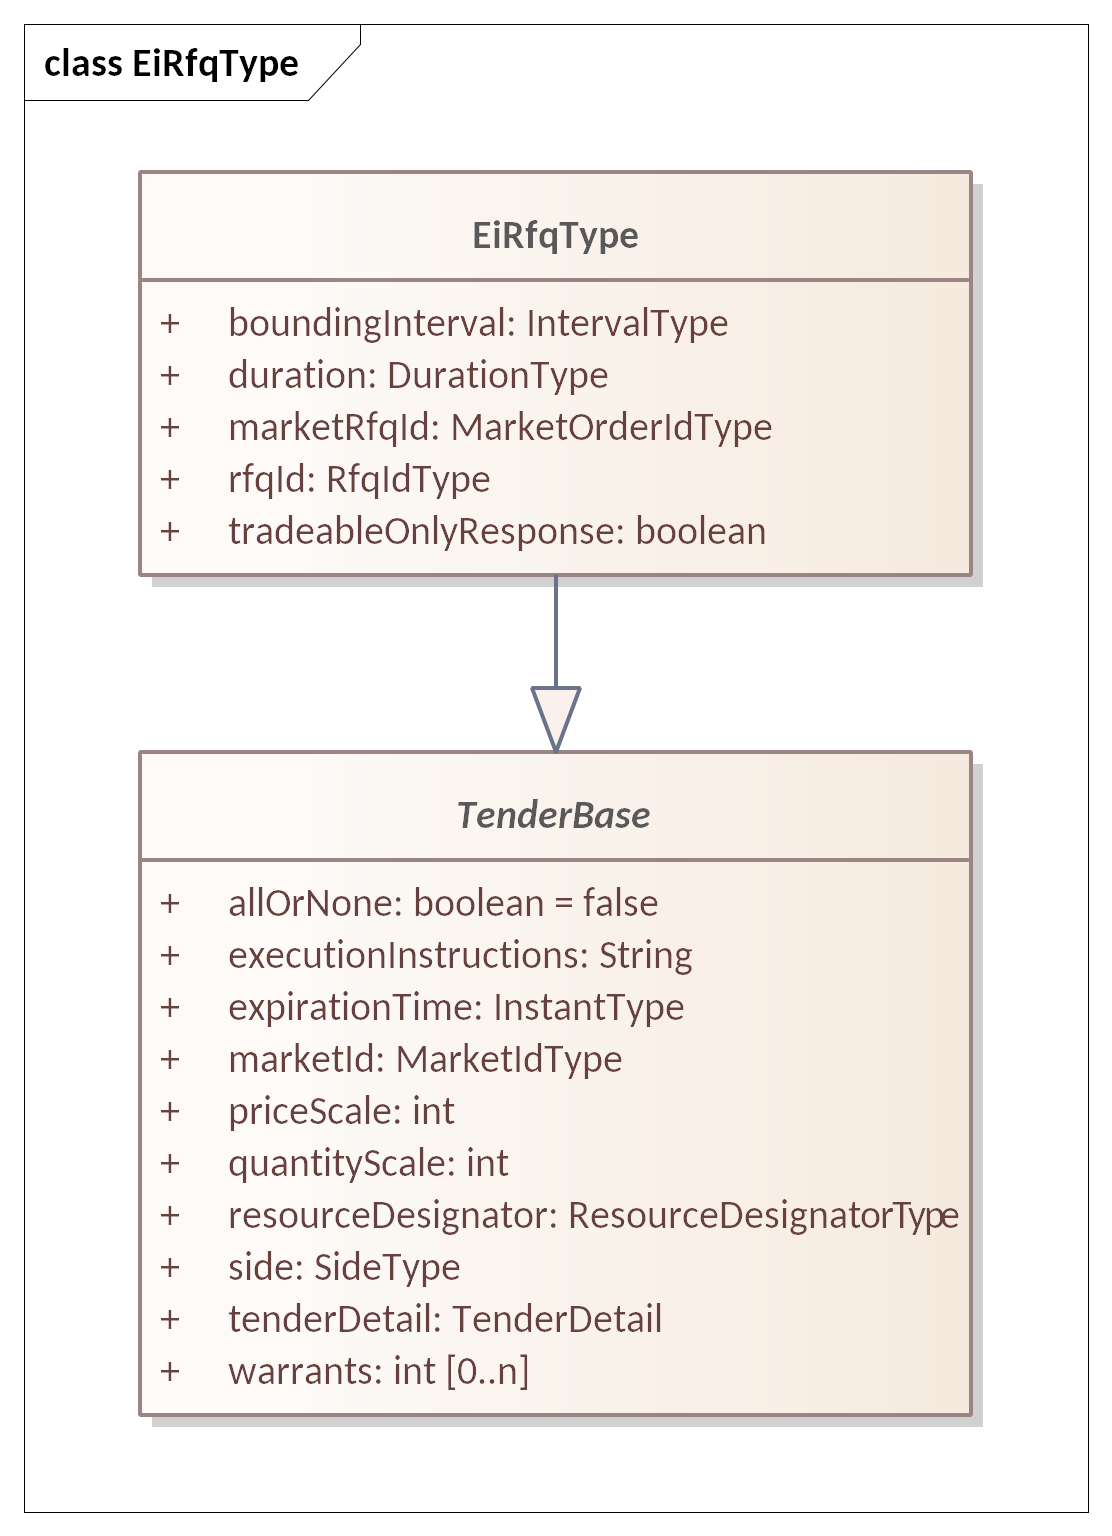 class EiRfqType
EiRfqType
+ boundingInterval: IntervalType
+ duration: DurationType
+ marketRfqId: MarketOrderIdType
+ rfqId: RfqIdType
+ tradeableOnlyResponse: boolean
TenderBase
+ allOrNone: boolean = false
+ executionInstructions: String
+ expirationTime: InstantType
+ marketId: MarketIdType
+ priceScale: int
+ quantityScale: int
+ resourceDesignator: ResourceDesignatorType
+ side: SideType
+ tenderDetail: TenderDetail
+ warrants: int [0..n]